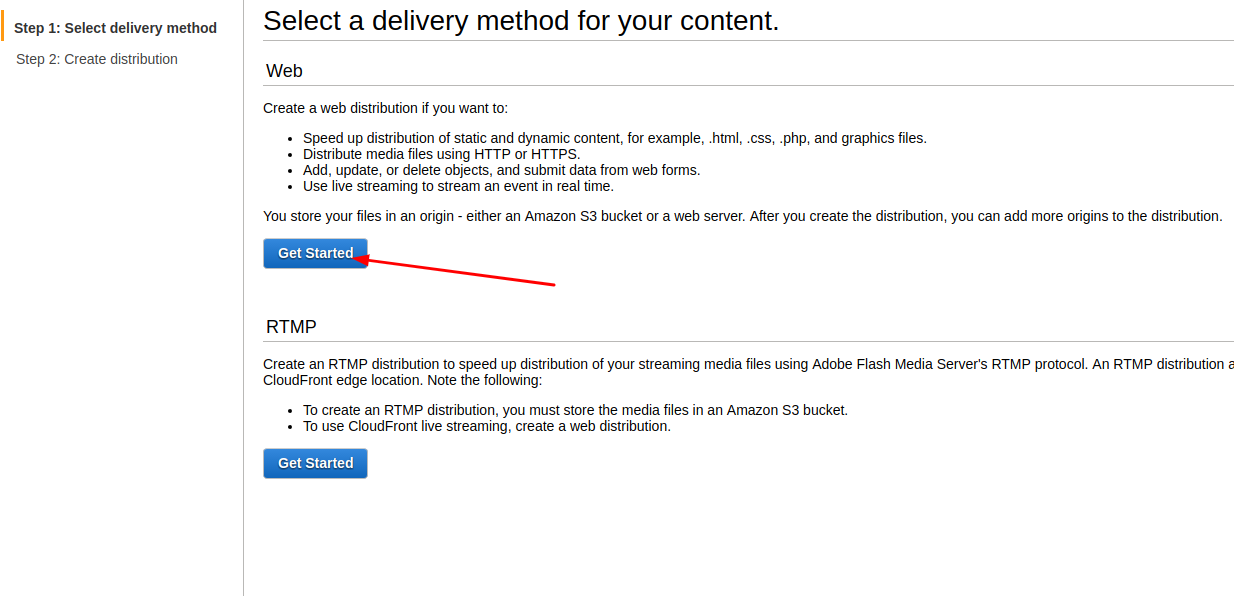 Step 1: Select delivery method
Step 2: Create distribution
Select a delivery method for your content.
Web
Create a web distribution if you want to:
• Speed up distribution of static and dynamic content, for example, .html, .css, .php, and graphics files.
• Distribute media files using HTTP or HTTPS.
• Add, update, or delete objects, and submit data from web forms.
• Use live streaming to stream an event in real time.
You store your files in an origin - either an Amazon S3 bucket or a web server. After you create the distribution, you can add more origins to the distribution.
Get Started
RTMP
Create an RTMP distribution to speed up distribution of your streaming media files using Adobe Flash Media Server's RTMP protocol. An RTMP distribution a
CloudFront edge location. Note the following:
• To create an RTMP distribution, you must store the media files in an Amazon S3 bucket.
• To use CloudFront live streaming, create a web distribution.
Get Started